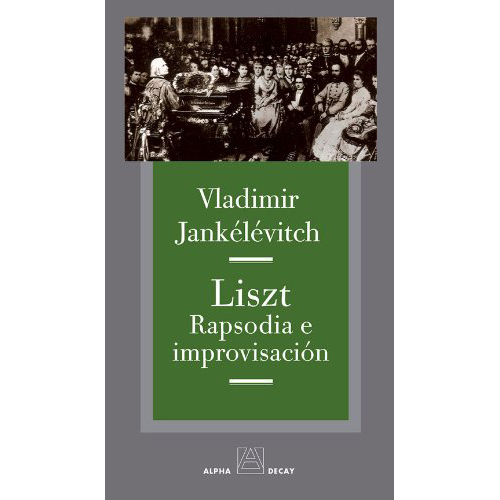 Vladimir
Jankélévitch
Liszt
Rapsodia e
improvisación
ALPHA DECAY